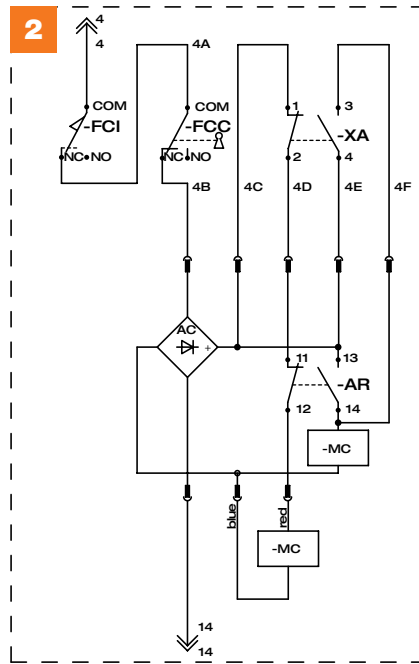 2
4
4
4A
COM
COM
1
3
-FCI
-FCC
-XA
NC NO
NC NO
2
4
4B
4C
4D
4E
4F
AC
+
11
13
-AR
12
14
-MC
blue
red
-MC
14
14